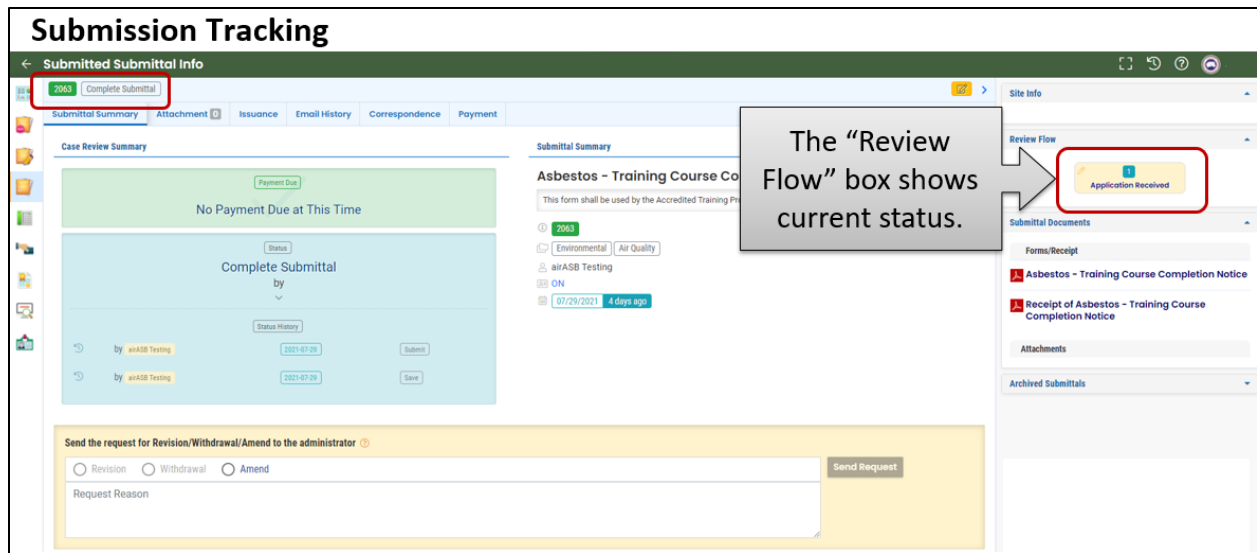 Submission Tracking
Submitted Submittal Info
2063 Complete Submittal
Submittal Summary Attachment 0 Issuance Email History Correspondence Payment
Case Review Summary
Payment Due
No Payment Due at This Time
Status
Complete Submittal
by
Status History
by airASB Testing 2021-07-29 Submit
by airASB Testing 2021-07-29 Save
Submittal Summary
Asbestos - Training Course Co
This form shall be used by the Accredited Training Pr
2063
Environmental Air Quality
airASB Testing
ON
07/29/2021 4 days ago
The “Review
Flow” box shows
current status.
Send the request for Revision/Withdrawal/Amend to the administrator
Revision Withdrawal Amend
Send Request
Request Reason
Site Info
Review Flow
1
Application Received
Submittal Documents
Forms/Receipt
Asbestos - Training Course Completion Notice
Receipt of Asbestos - Training Course
Completion Notice
Attachments
Archived Submittals